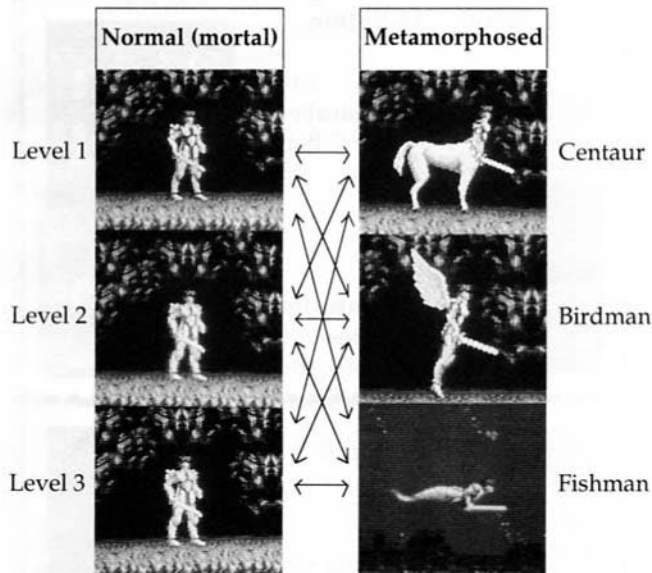 Normal (mortal) Metamorphosed
Level 1 Centaur
Level 2 Birdman
Level 3 Fishman